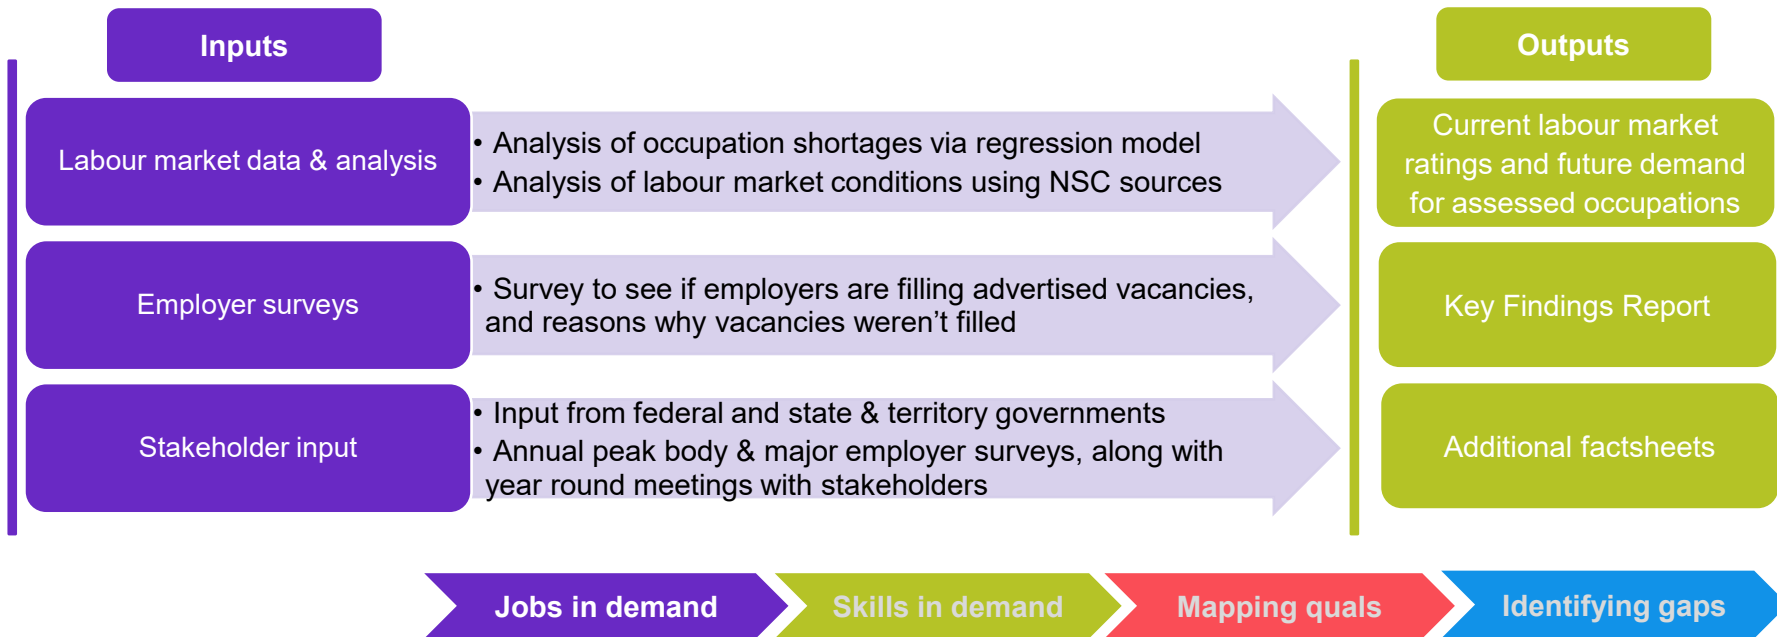 Inputs
Outputs
Labour market data & analysis
• Analysis of occupation shortages via regression model
• Analysis of labour market conditions using NSC sources
Current labour market
ratings and future demand
for assessed occupations
Employer surveys
• Survey to see if employers are filling advertised vacancies,
and reasons why vacancies weren’t filled
Key Findings Report
Stakeholder input
• Input from federal and state & territory governments
• Annual peak body & major employer surveys, along with
year round meetings with stakeholders
Additional factsheets
Jobs in demand
Skills in demand
Mapping quals
Identifying gaps